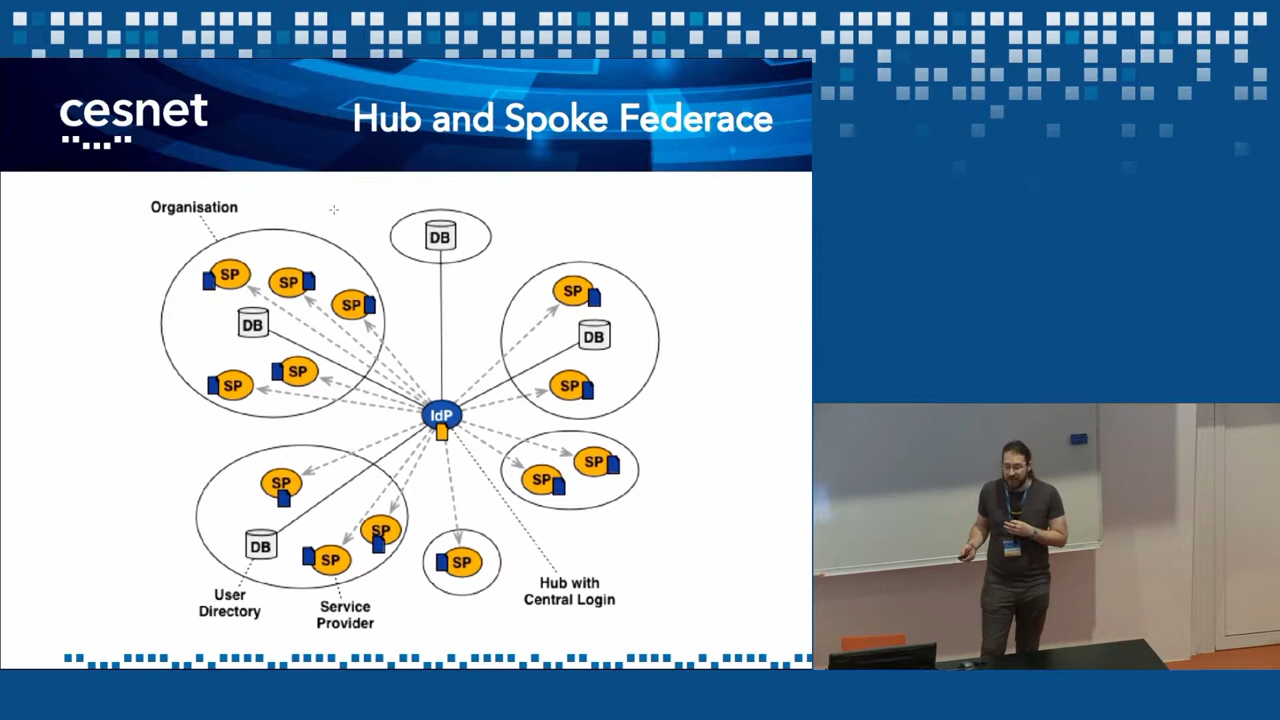 cesnet
Hub and Spoke Federace
Organisation
DB
SP
SP
SP
DB
SP
SP
SP
DB
SP
IdP
SP
SP
SP
DB
SP
SP
SP
User
Directory
Service
Provider
Hub with
Central Login